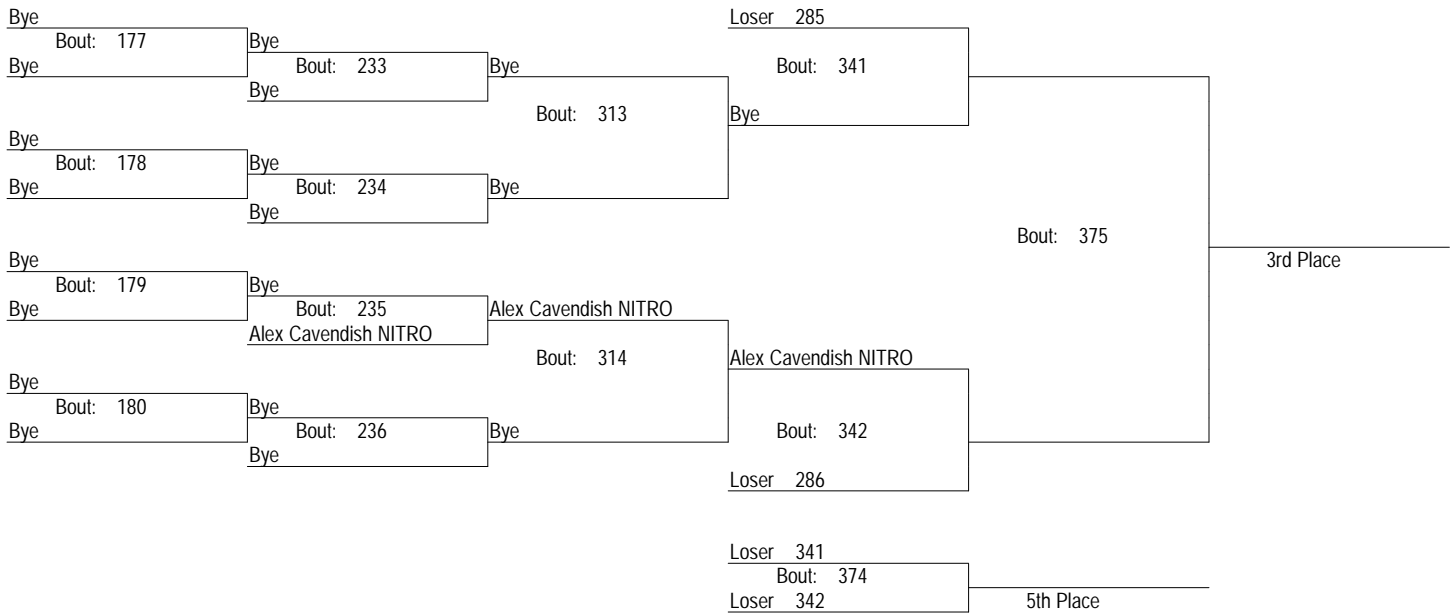 Bye
Loser 285
Bout: 177
Bye
Bye
Bout: 233
Bye
Bout: 341
Bye
Bout: 313
Bye
Bye
Bout: 178
Bye
Bye
Bout: 234
Bye
Bye
Bout: 375
Bye
3rd Place
Bout: 179
Bye
Bye
Bout: 235
Alex Cavendish NITRO
Alex Cavendish NITRO
Bout: 314
Alex Cavendish NITRO
Bye
Bout: 180
Bye
Bye
Bout: 236
Bye
Bout: 342
Bye
Loser 286
Loser 341
Bout: 374
Loser 342
5th Place